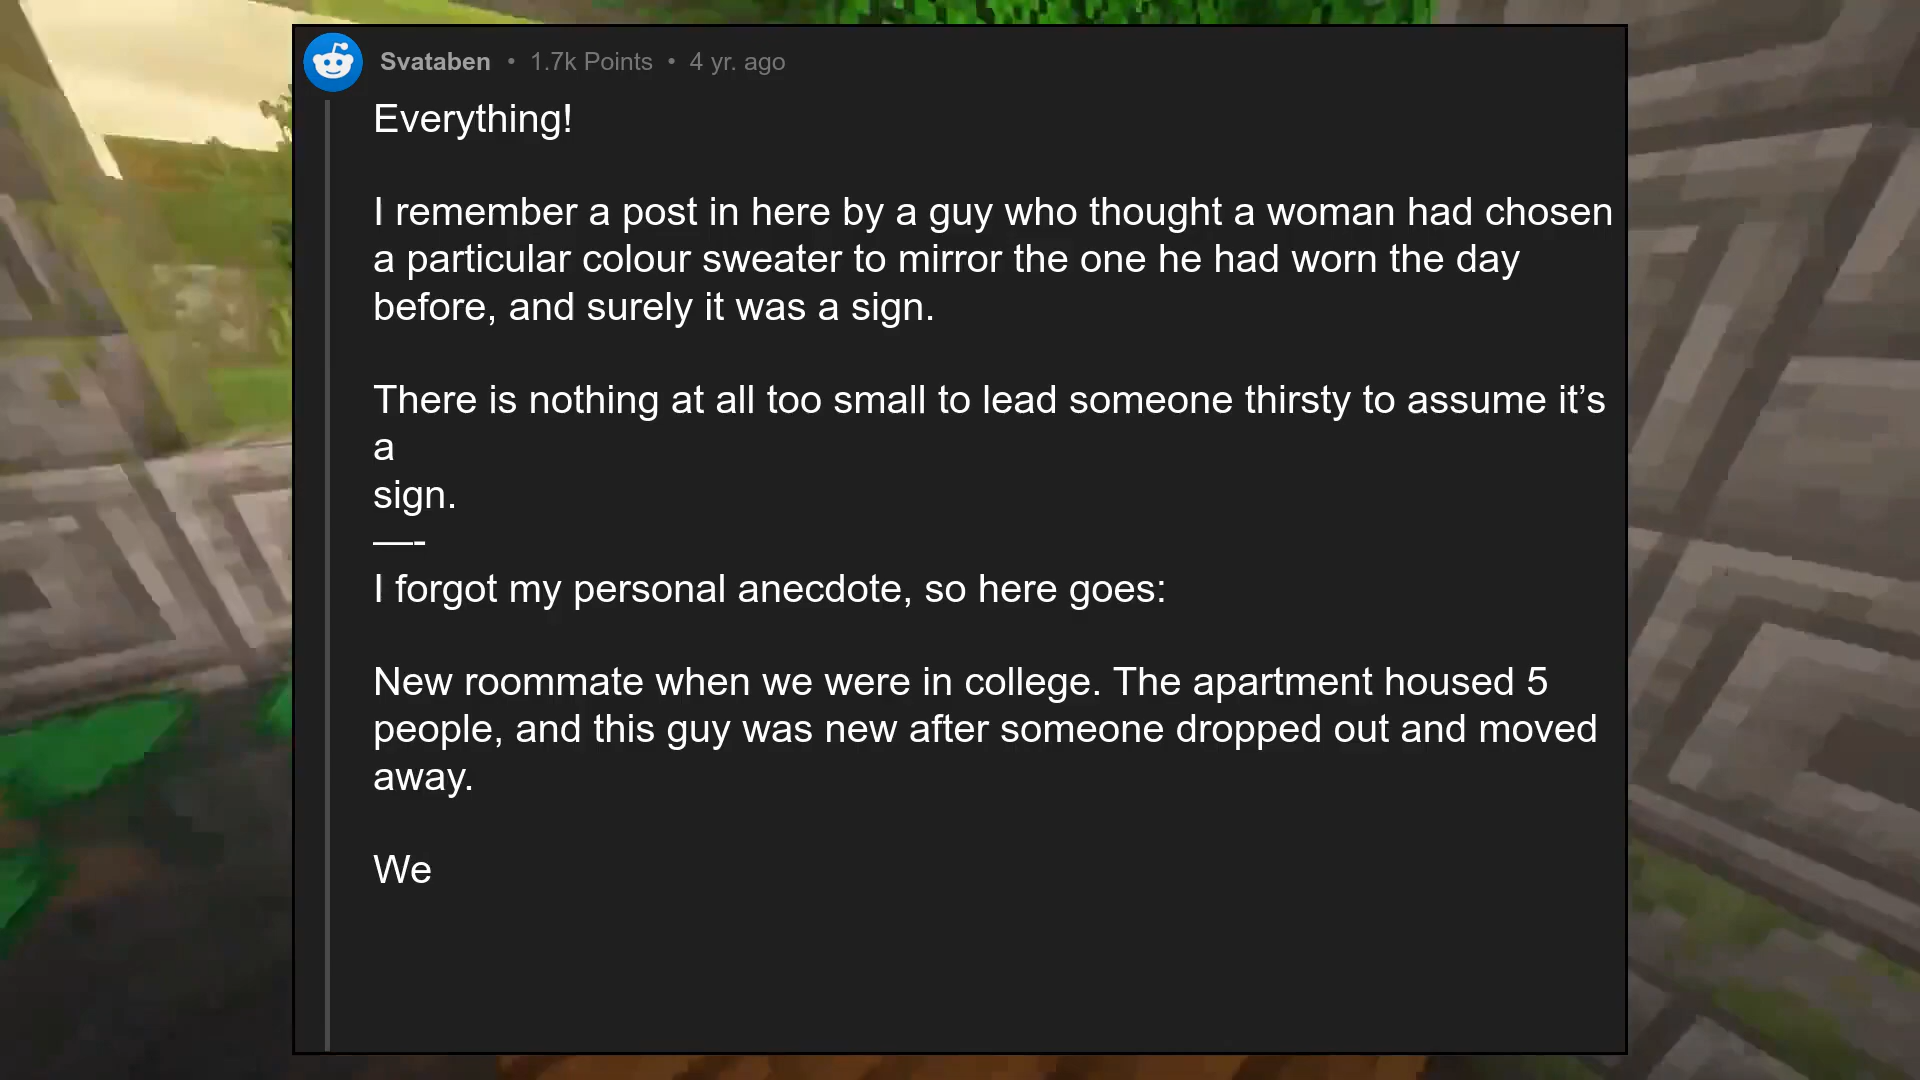 Svataben • 1.7k Points • 4 yr. ago
Everything!
I remember a post in here by a guy who thought a woman had chosen
a particular colour sweater to mirror the one he had worn the day
before, and surely it was a sign.
There is nothing at all too small to lead someone thirsty to assume it’s
a
sign.
—-
I forgot my personal anecdote, so here goes:
New roommate when we were in college. The apartment housed 5
people, and this guy was new after someone dropped out and moved
away.
We